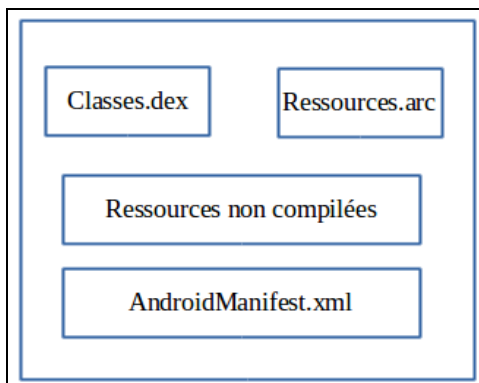 Classes.dex
Ressources.arc
Ressources non compilées
AndroidManifest.xml